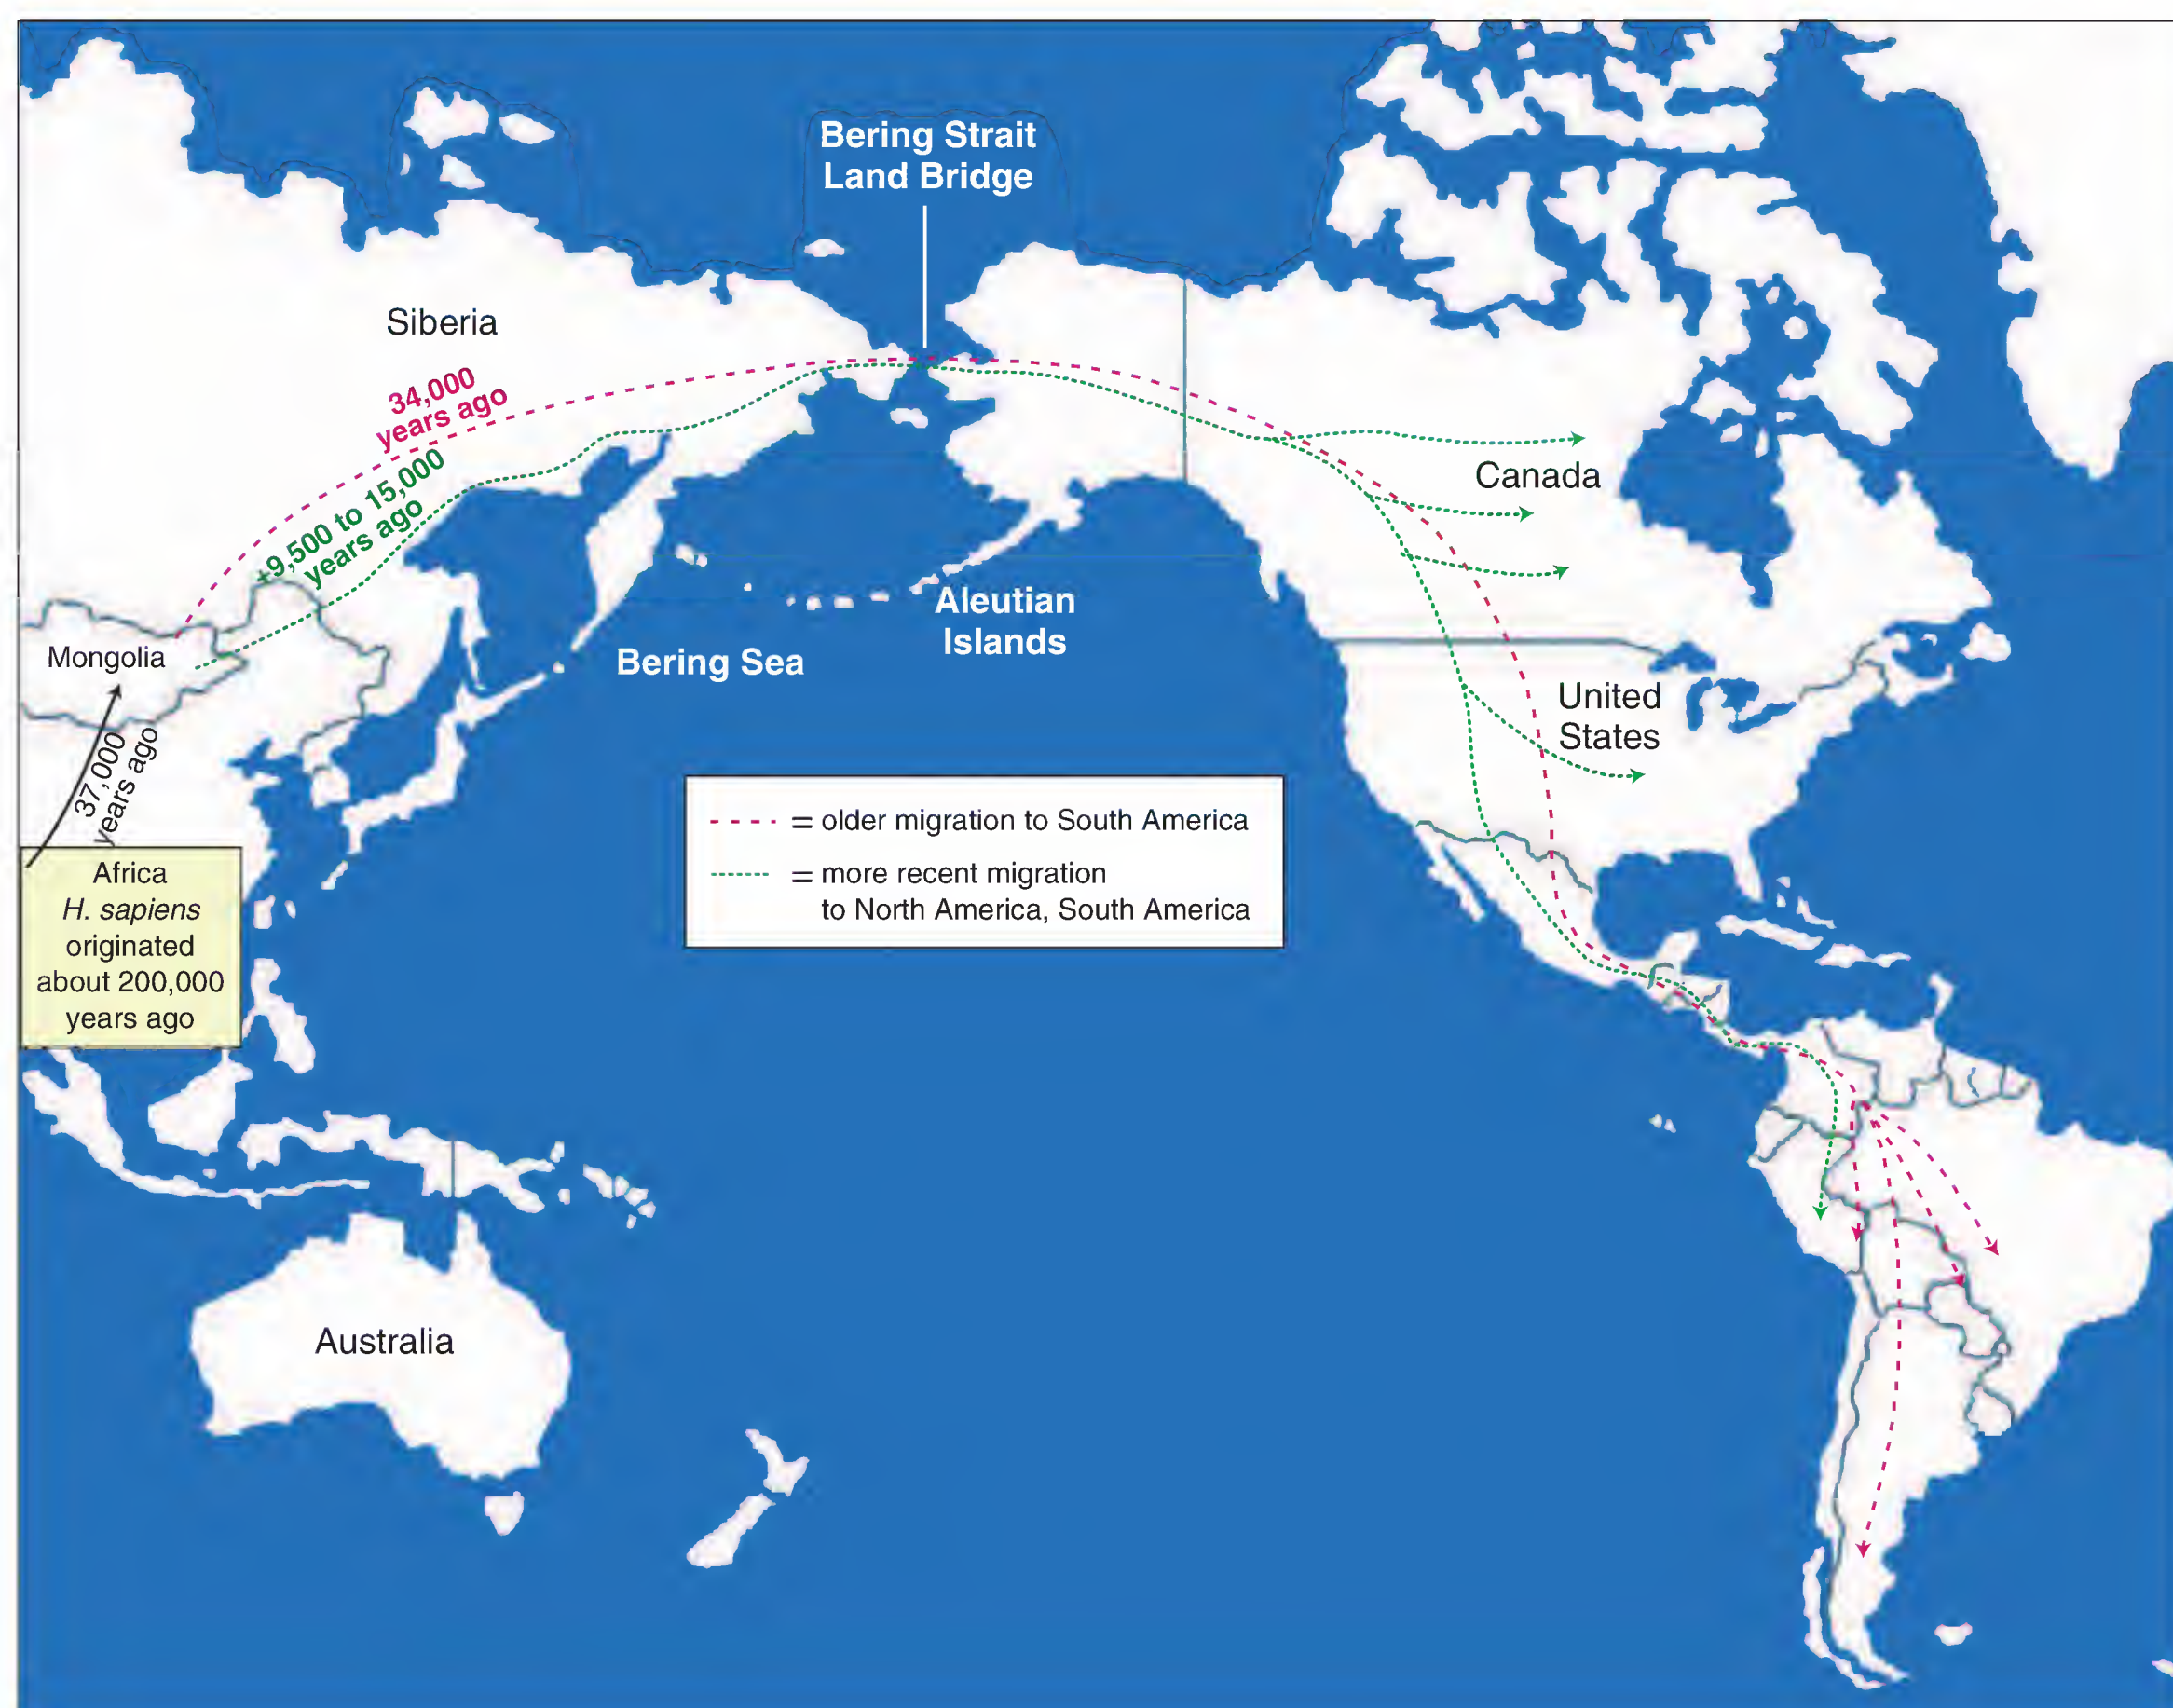 Bering Strait
Land Bridge
Siberia
34,000
years ago
+9,500 to 15,000
years ago
Canada
Aleutian
Islands
Mongolia
Bering Sea
United
States
37,000
years ago
= older migration to South America
= more recent migration
to North America, South America
Africa
H. sapiens
originated
about 200,000
years ago
Australia